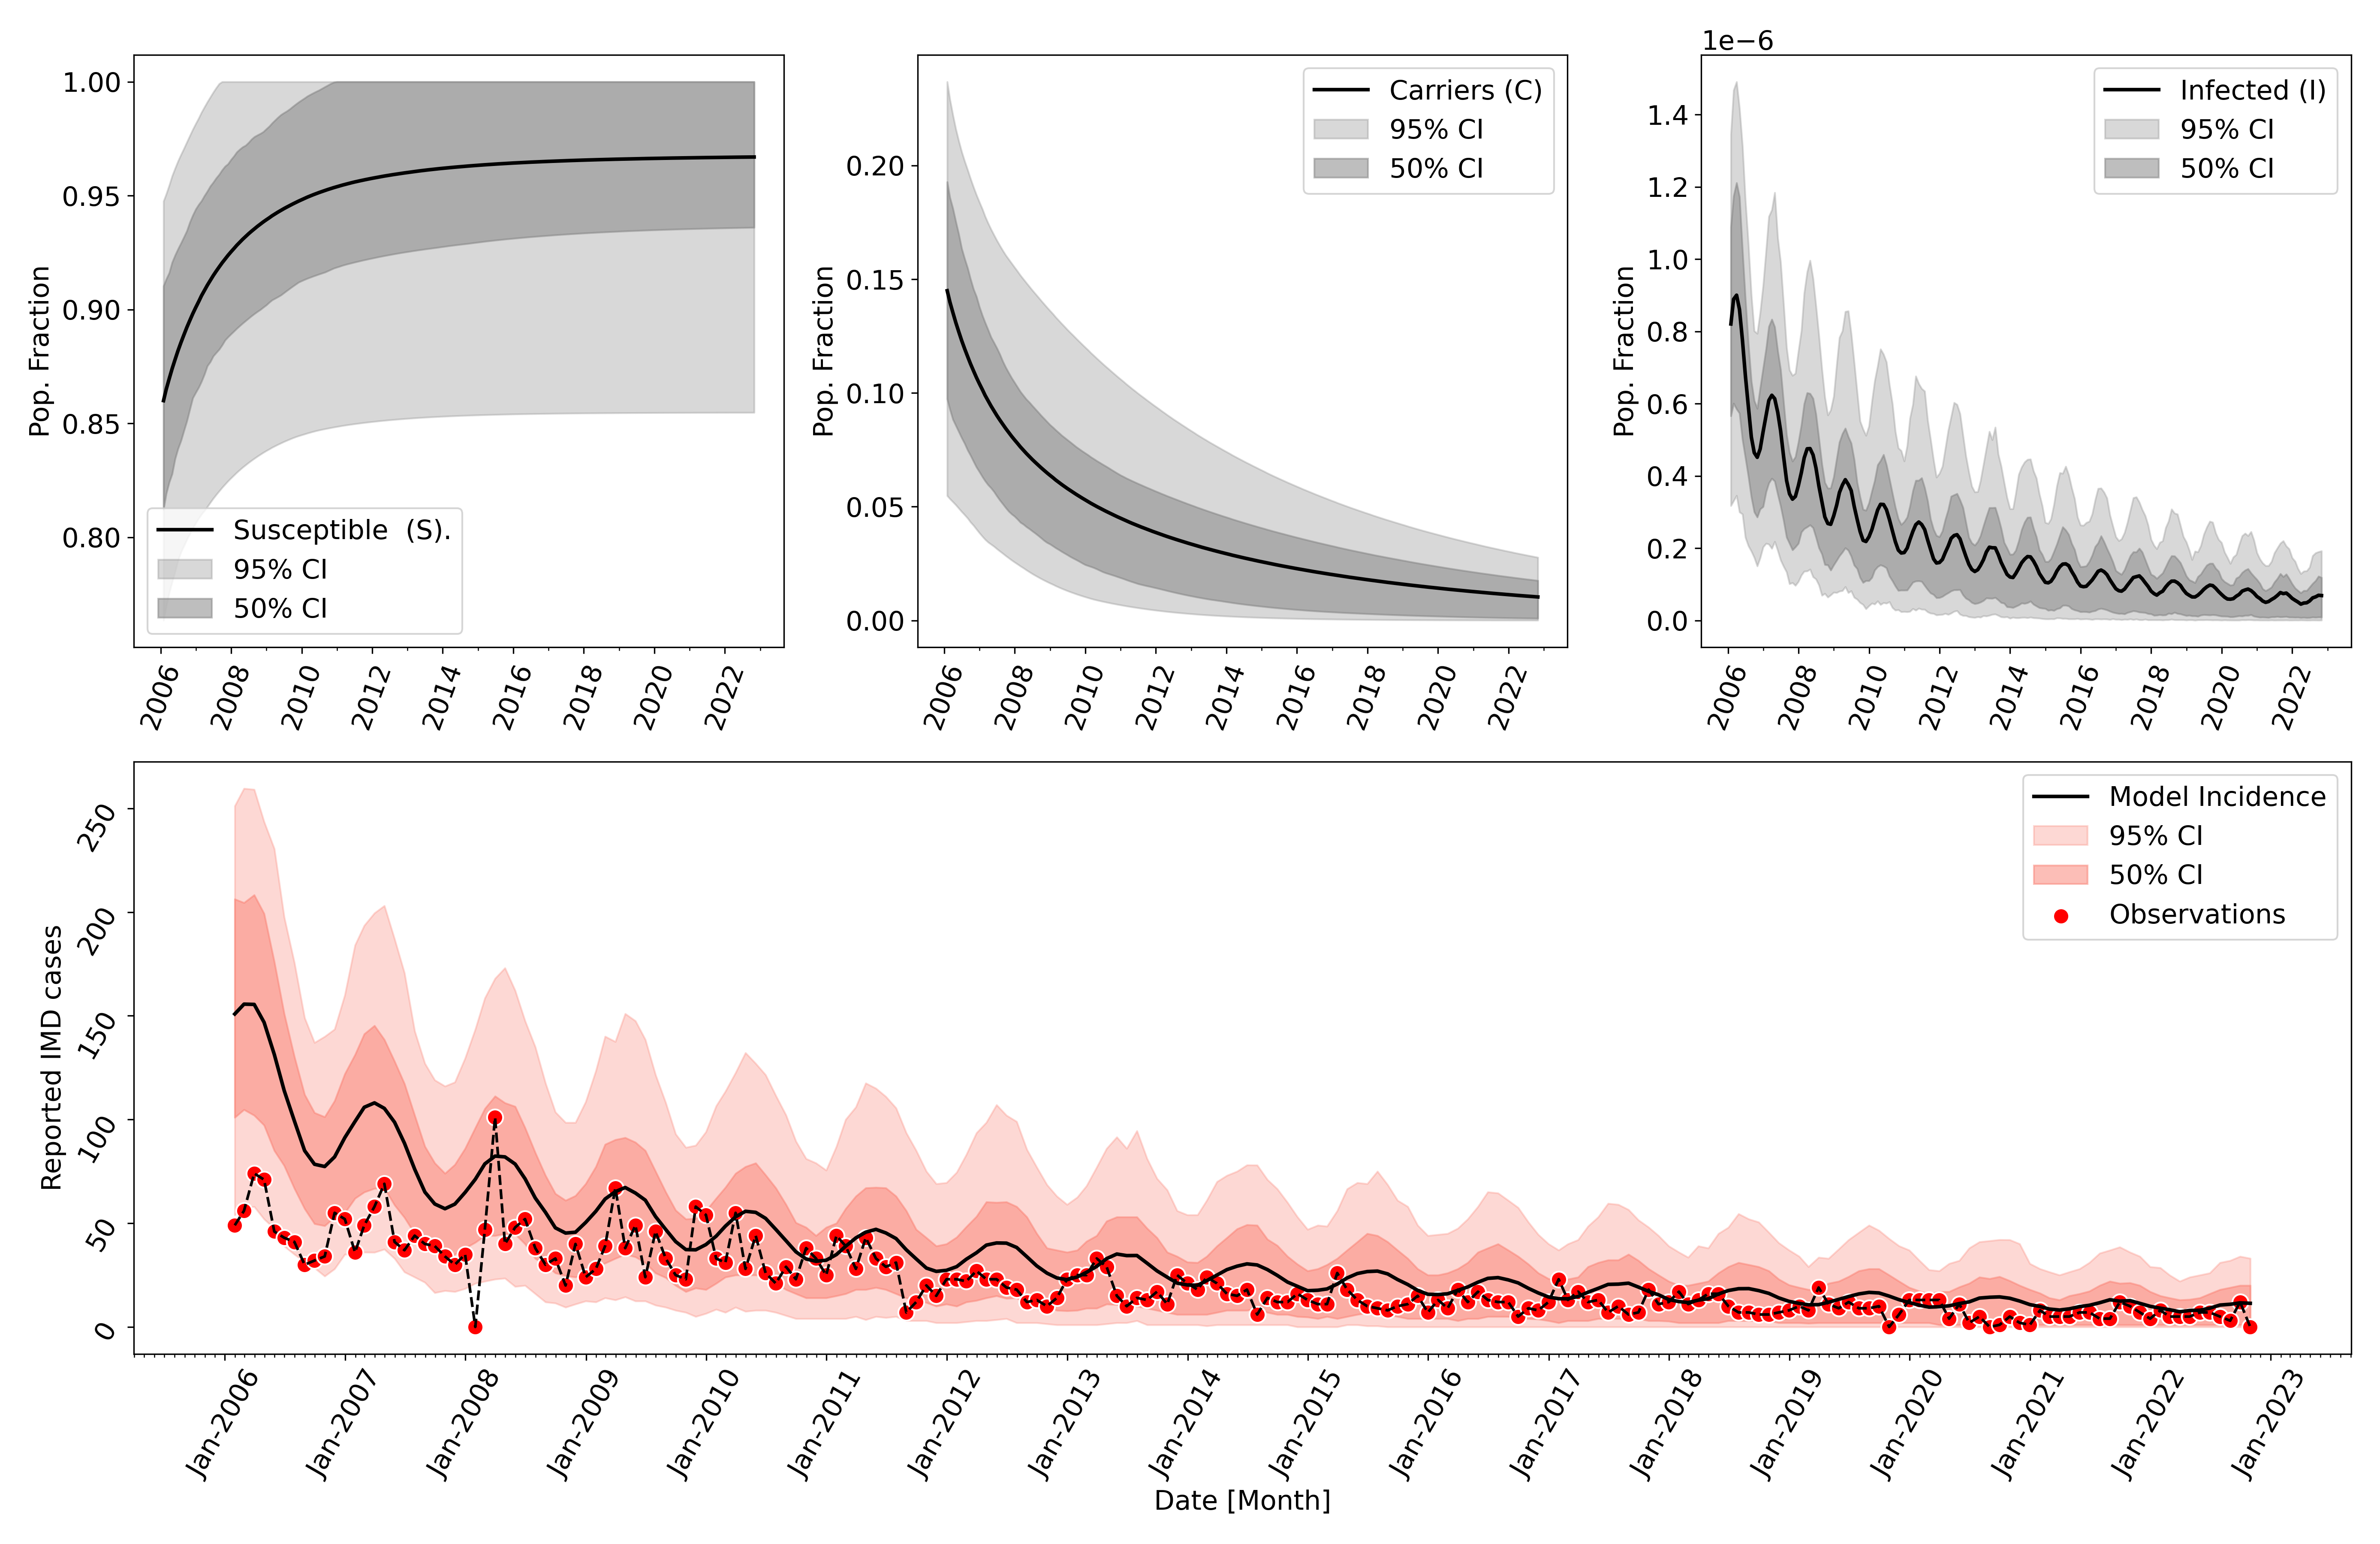 1e−6
1.00
0.95
0.90
0.85
0.80
Pop. Fraction
Susceptible  (S).
95% CI
50% CI
2006
2008
2010
2012
2014
2016
2018
2020
2022
Carriers (C)
95% CI
50% CI
0.20
0.15
0.10
0.05
0.00
Pop. Fraction
2006
2008
2010
2012
2014
2016
2018
2020
2022
Infected (I)
95% CI
50% CI
1.4
1.2
1.0
0.8
0.6
0.4
0.2
0.0
Pop. Fraction
2006
2008
2010
2012
2014
2016
2018
2020
2022
Model Incidence
95% CI
50% CI
Observations
250
200
150
100
50
0
Reported IMD cases
Jan-2006
Jan-2007
Jan-2008
Jan-2009
Jan-2010
Jan-2011
Jan-2012
Jan-2013
Jan-2014
Jan-2015
Jan-2016
Jan-2017
Jan-2018
Jan-2019
Jan-2020
Jan-2021
Jan-2022
Jan-2023
Date [Month]